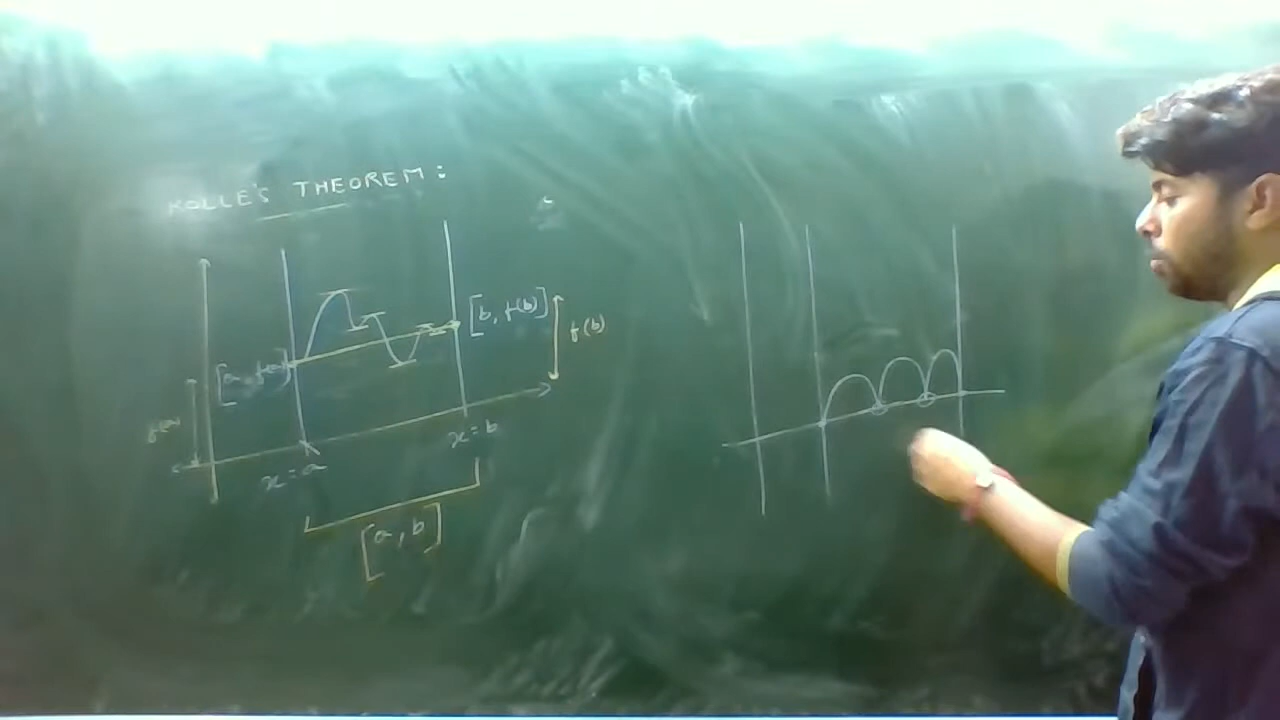 ROLLE'S THEOREM:
[b, f(b)]
f(b)
[a, f(a)]
f(a)
x=a
x=b
[a, b]